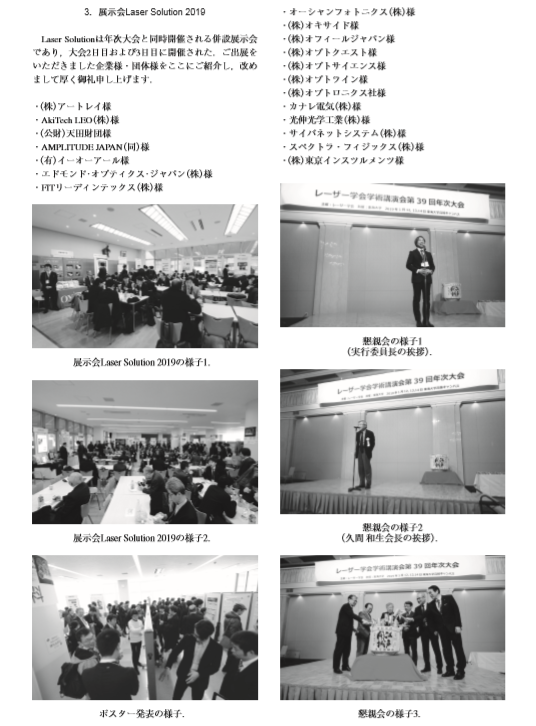 3．展示会Laser Solution 2019
Laser Solutionは年次大会と同時開催される併設展示会
であり，大会2日目および3日目に開催された．ご出展を
いただきました企業様・団体様をここにご紹介し，改め
まして厚く御礼申し上げます．
・(株)アートレイ様
・AkiTech LEO(株)様
・(公財)天田財団様
・AMPLITUDE JAPAN(同)様
・(有)イーオーアール様
・エドモンド・オプティクス・ジャパン(株)様
・FITリーディンテックス(株)様
展示会Laser Solution 2019の様子1．
展示会Laser Solution 2019の様子2．
ポスター発表の様子．
・オーシャンフォトニクス(株)様
・(株)オキサイド様
・(株)オフィールジャパン様
・(株)オプトクエスト様
・(株)オプトサイエンス様
・(株)オプトライン様
・(株)オプトロニクス社様
・カナレ電気(株)様
・光伸光学工業(株)様
・サイバネットシステム(株)様
・スペクトラ・フィジックス(株)様
・(株)東京インスツルメンツ様
レーザー学会学術講演会第39回年次大会
懇親会の様子1
（実行委員長の挨拶）．
レーザー学会学術講演会第39回年次大会
懇親会の様子2
（久間 和生会長の挨拶）．
レーザー学会学術講演会第39回年次大会
懇親会の様子3．